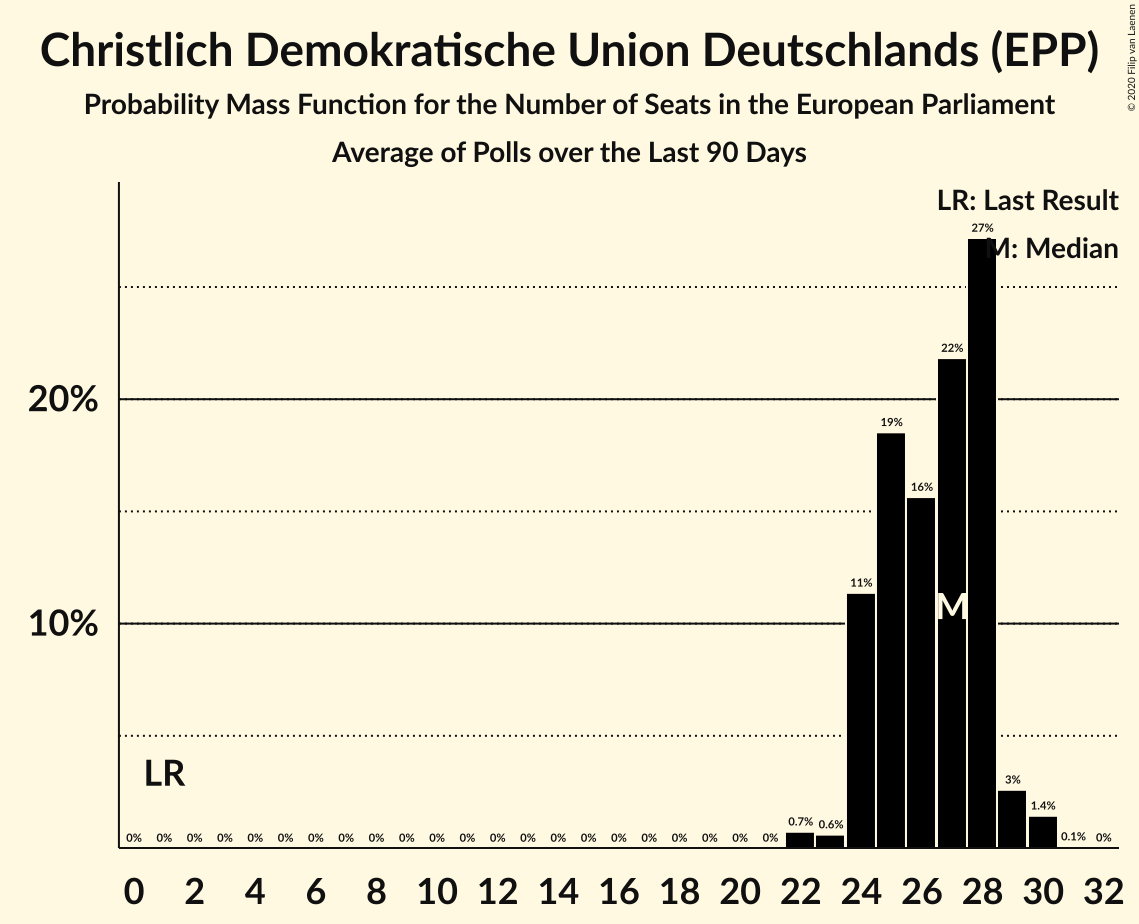 Christlich Demokratische Union Deutschlands (EPP)
Probability Mass Function for the Number of Seats in the European Parliament
Average of Polls over the Last 90 Days
© 2020 Filip van Laenen
LR: Last Result
M: Median
27%
22%
20%
19%
16%
11%
M
10%
LR
3%
1.4%
0% 0% 0% 0% 0% 0% 0% 0% 0% 0% 0% 0% 0% 0% 0% 0% 0% 0% 0% 0% 0% 0% 0.7% 0.6% 0.1% 0%
0 2 4 6 8 10 12 14 16 18 20 22 24 26 28 30 32